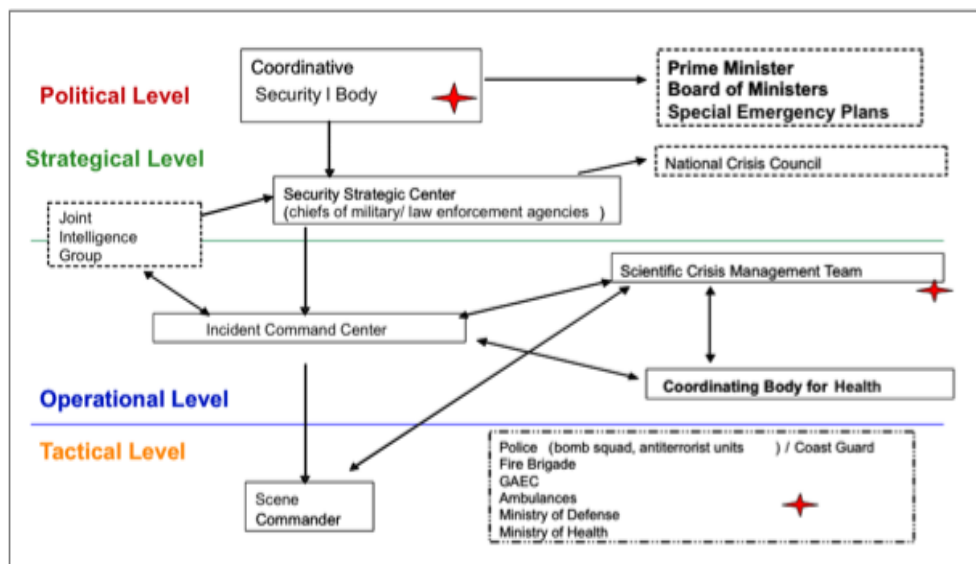 Coordinative
Security l Body
Prime Minister
Board of Ministers
Special Emergency Plans
Political Level
Strategical Level
National Crisis Council
Security Strategic Center
(chiefs of military/ law enforcement agencies )
Joint
Intelligence
Group
Scientific Crisis Management Team
Incident Command Center
Coordinating Body for Health
Operational Level
Tactical Level
Police (bomb squad, antiterrorist units ) / Coast Guard
Fire Brigade
GAEC
Ambulances
Ministry of Defense
Ministry of Health
Scene
Commander